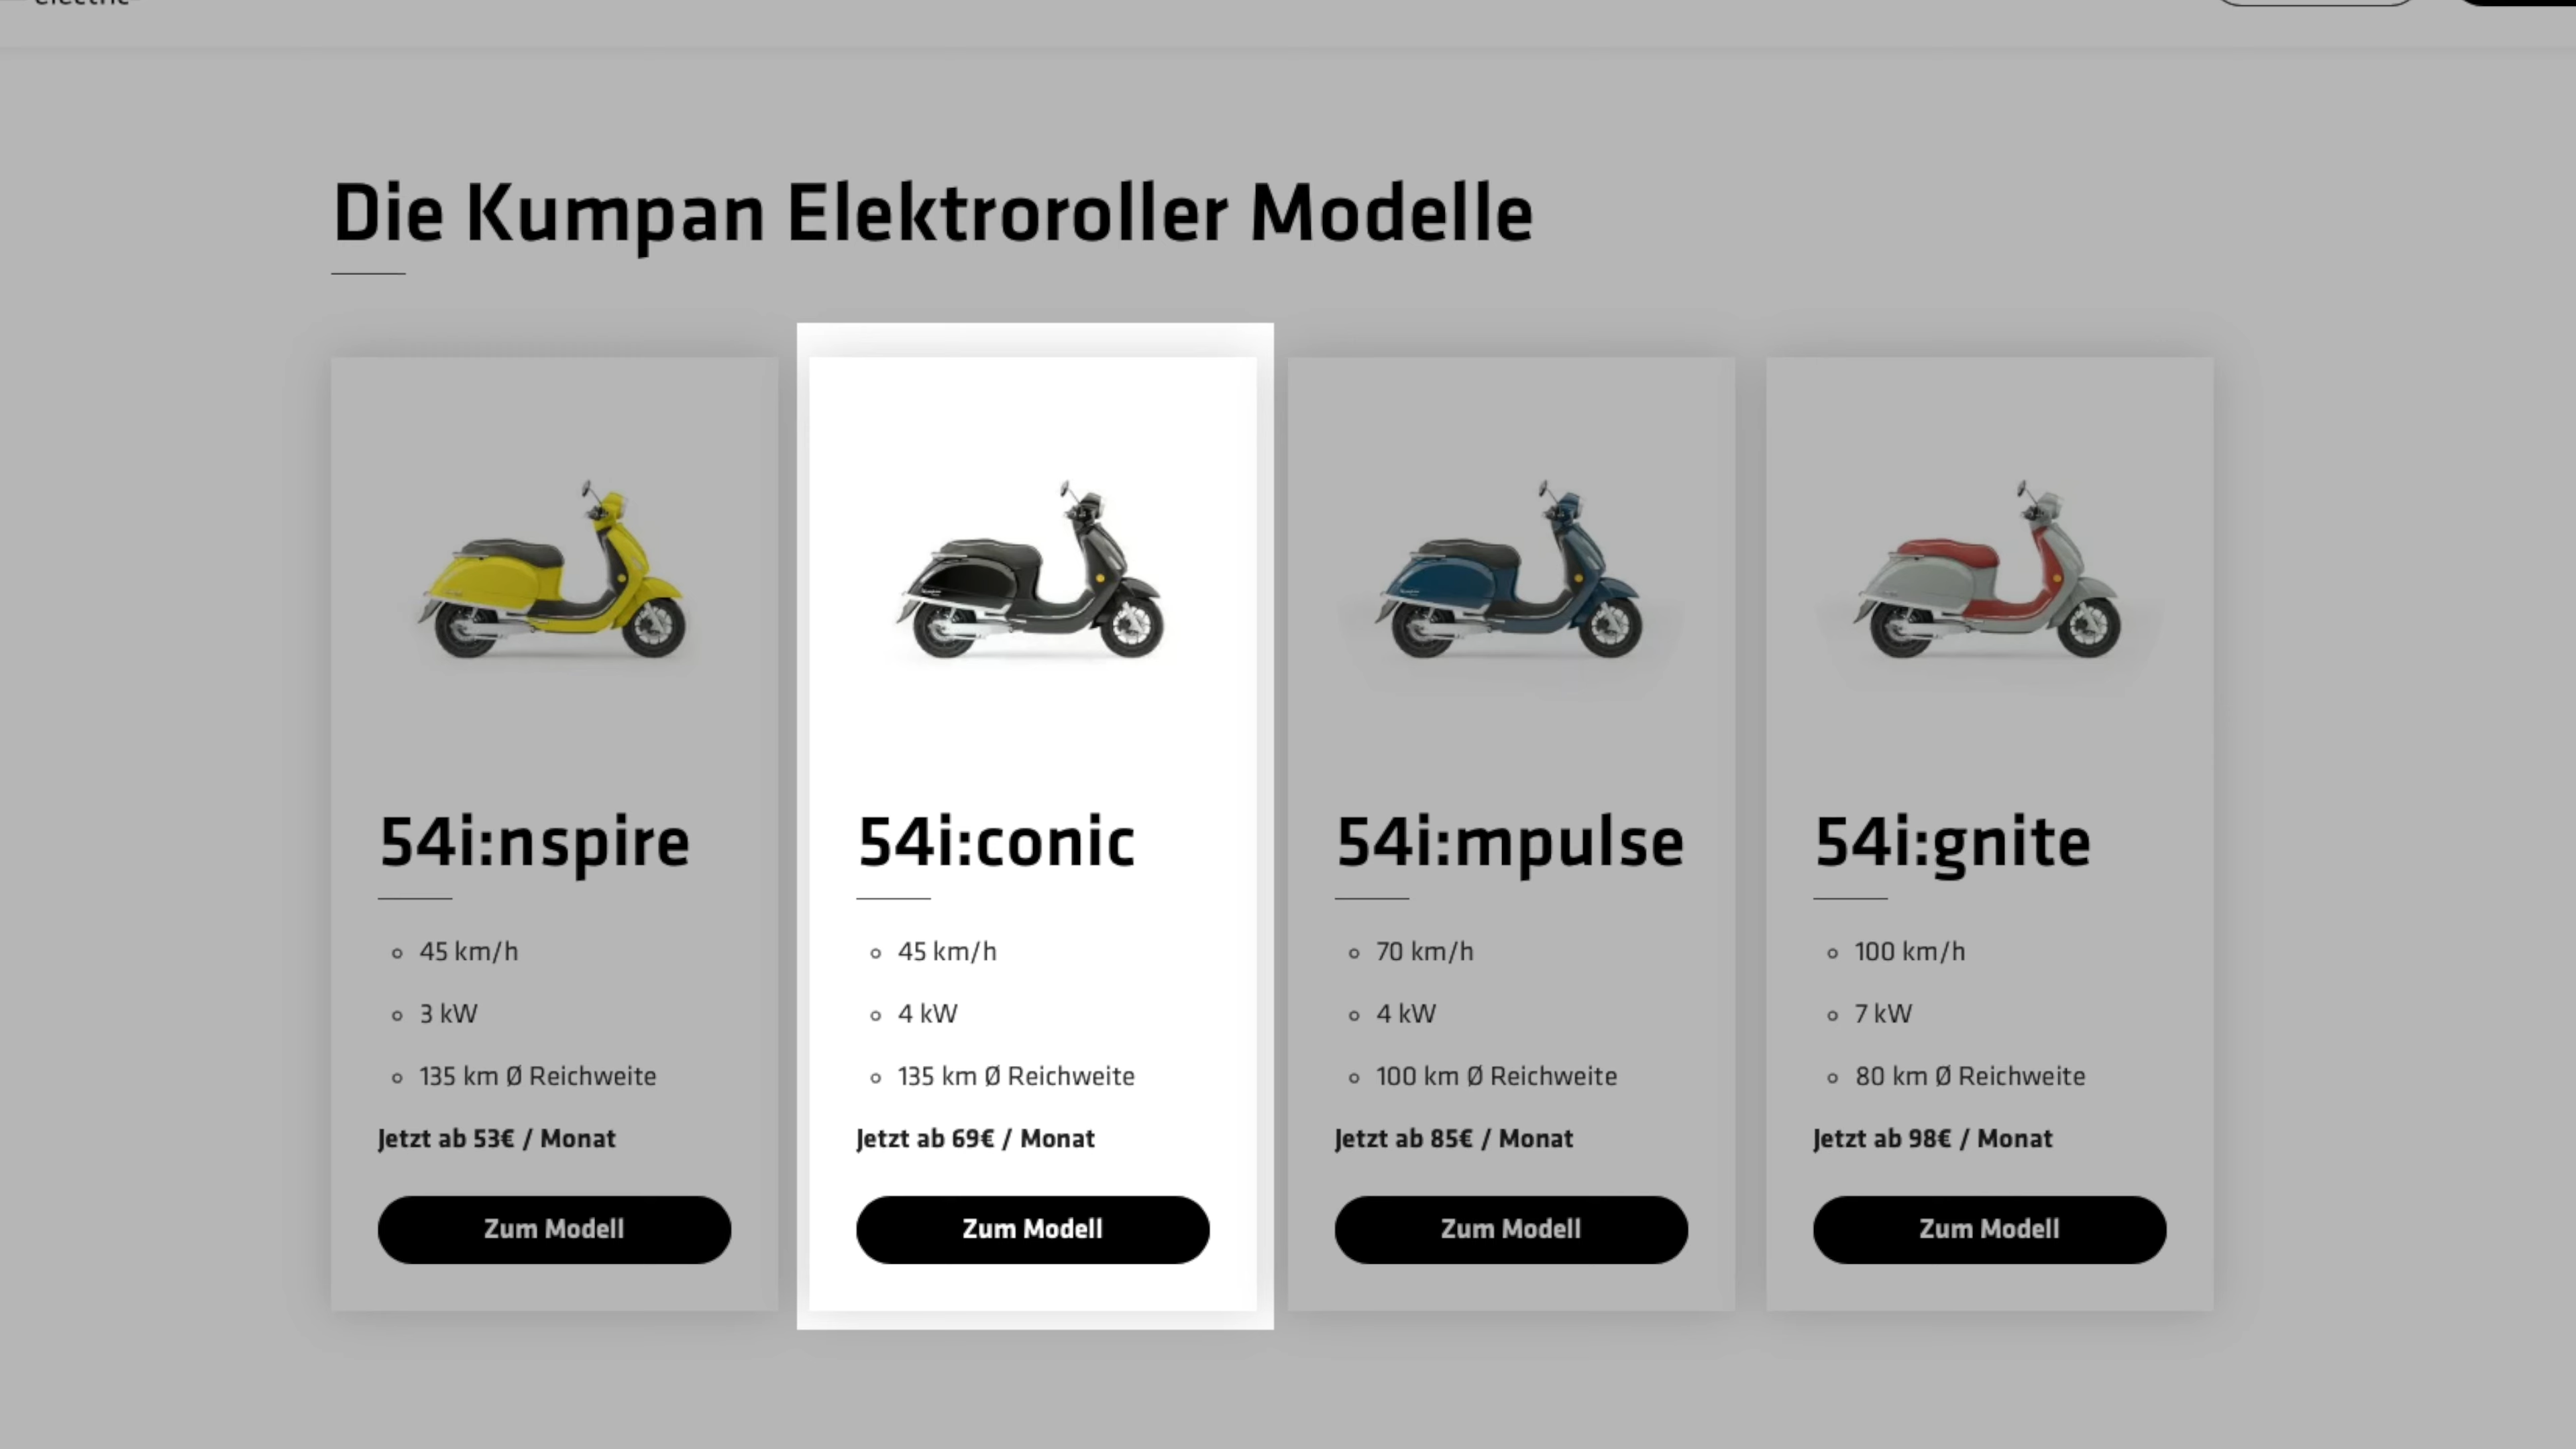 Die Kumpan Elektroroller Modelle
54i:nspire
45 km/h
3 kW
135 km Ø Reichweite
Jetzt ab 53€ / Monat
Zum Modell
54i:conic
45 km/h
4 kW
135 km Ø Reichweite
Jetzt ab 69€ / Monat
Zum Modell
54i:mpulse
70 km/h
4 kW
100 km Ø Reichweite
Jetzt ab 85€ / Monat
Zum Modell
54i:gnite
100 km/h
7 kW
80 km Ø Reichweite
Jetzt ab 98€ / Monat
Zum Modell